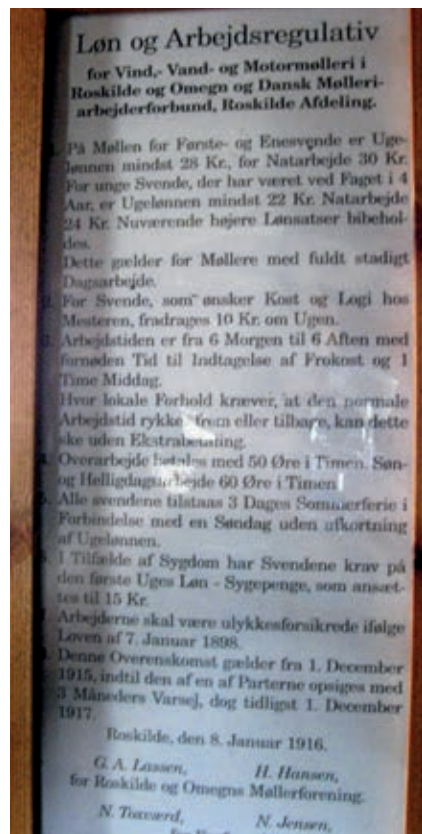 Løn og Arbejdsregulativ
for Vind,- Vand- og Motormølleri i
Roskilde og Omegn og Dansk Mølleri-
arbejderforbund, Roskilde Afdeling.
På Møllen for Første- og Enesvende er Uge-
lønnen mindst 28 Kr., for Natarbejde 30 Kr.
For unge Svende, der har været ved Faget i 4
Aar, er Ugelønnen mindst 22 Kr. Natarbejde
24 Kr. Nuværende højere Lønsatser bibehol-
des.
Dette gælder for Møllere med fuldt stadigt
Dagsarbejde.
2. For Svende, som ønsker Kost og Logi hos
Mesteren, fradrages 10 Kr. om Ugen.
3. Arbejdstiden er fra 6 Morgen til 6 Aften med
fornøden Tid til Indtagelse af Frokost og 1
Time Middag.
Hvor lokale Forhold kræver, at den normale
Arbejdstid rykke frem eller tilbage, kan dette
ske uden Ekstrabetaling.
4. Overarbejde betales med 50 Øre i Timen. Søn-
og Helligdagsarbejde 60 Øre i Timen
5. Alle svendene tilstaas 3 Dages Sommerferie i
Forbindelse med en Søndag uden afkortning
af Ugelønnen.
6. I Tilfælde af Sygdom har Svendene krav på
den første Uges Løn - Sygepenge, som ansæt-
tes til 15 Kr.
7. Arbejderne skal være ulykkesforsikrede ifølge
Loven af 7. Januar 1898.
Denne Overenskomst gælder fra 1. December
1915, indtil den af en af Parterne opsiges med
3 Måneders Varsel, dog tidligst 1. December
1917.
Roskilde, den 8. Januar 1916.
G. A. Lassen, H. Hansen,
for Roskilde og Omegns Møllerforening.
N. Toxværd, N. Jensen,